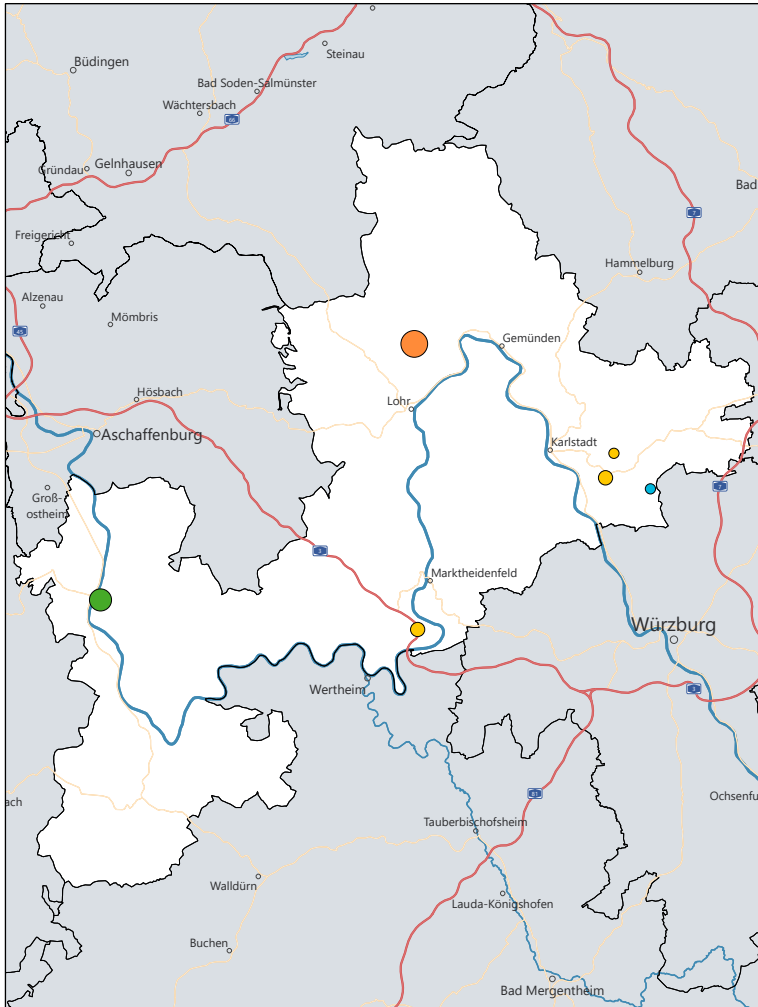 Steinau
Büdingen
Bad Soden-Salmünster
Wächtersbach
66
Gründau
Gelnhausen
Bad
7
Freigericht
Hammelburg
Alzenau
Mömbris
45
Gemünden
Hösbach
Lohr
Aschaffenburg
Karlstadt
Groß-
ostheim
7
3
Marktheidenfeld
Würzburg
Wertheim
3
81
ach
Ochsenfu
Tauberbischofsheim
Walldürn
Lauda-Königshofen
Buchen
Bad Mergentheim